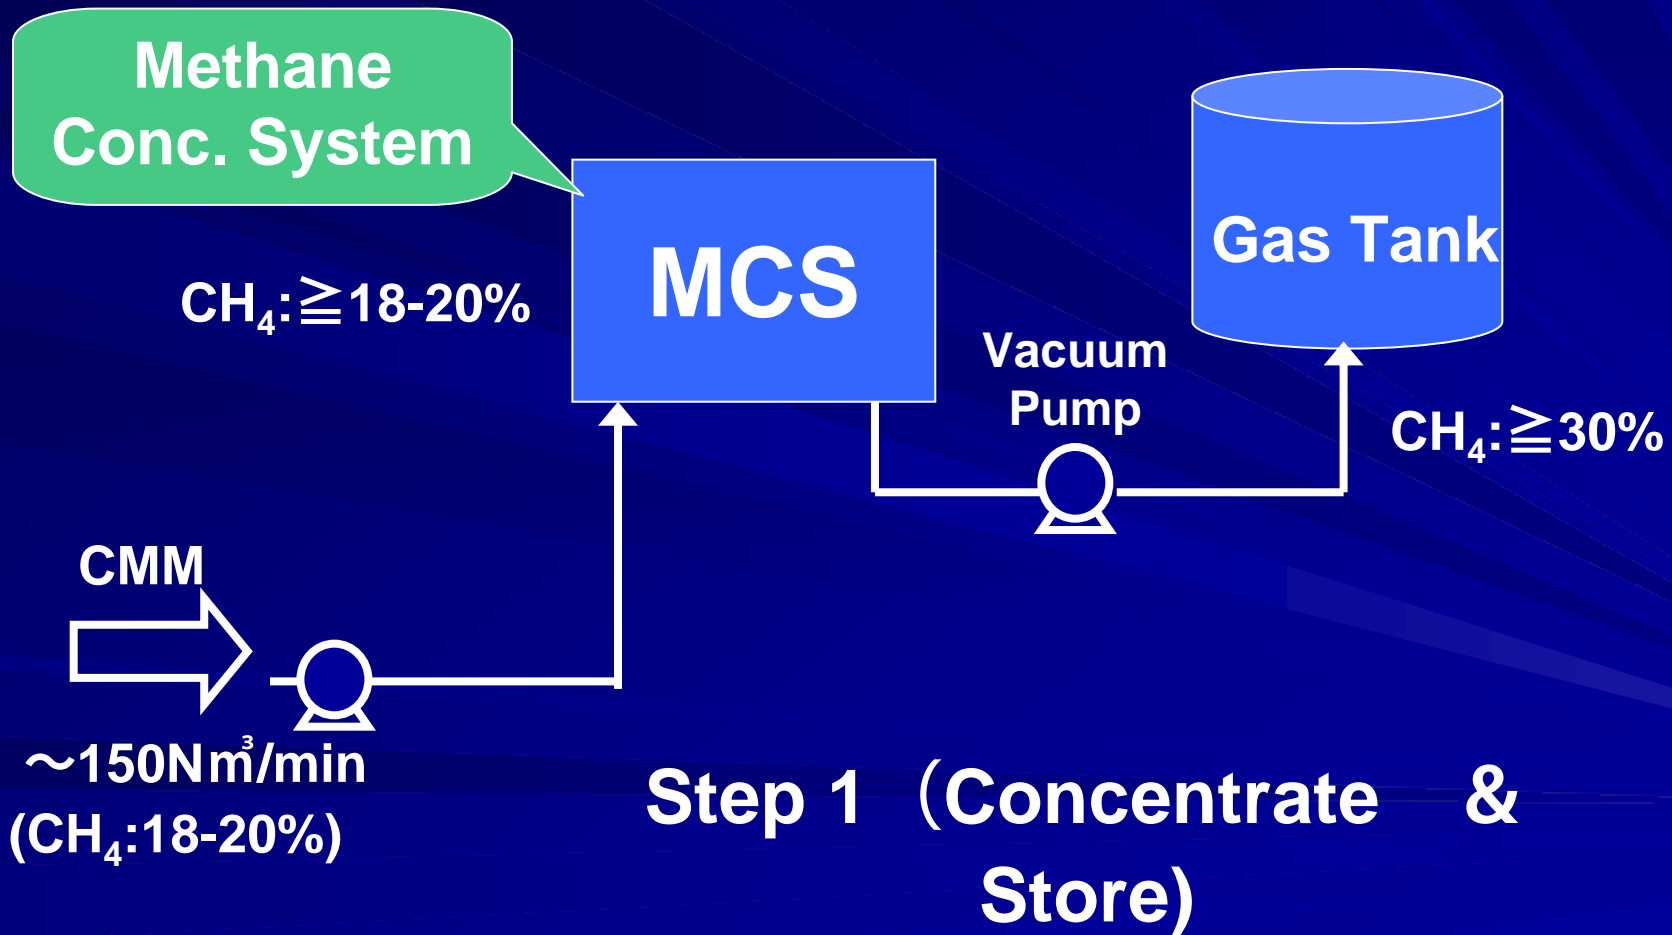 Methane
Conc. System
MCS
Gas Tank
CH₄:≧18-20%
Vacuum
Pump
CH₄:≧30%
CMM
～150Nm³/min
(CH₄:18-20%)
Step 1（Concentrate &
Store)